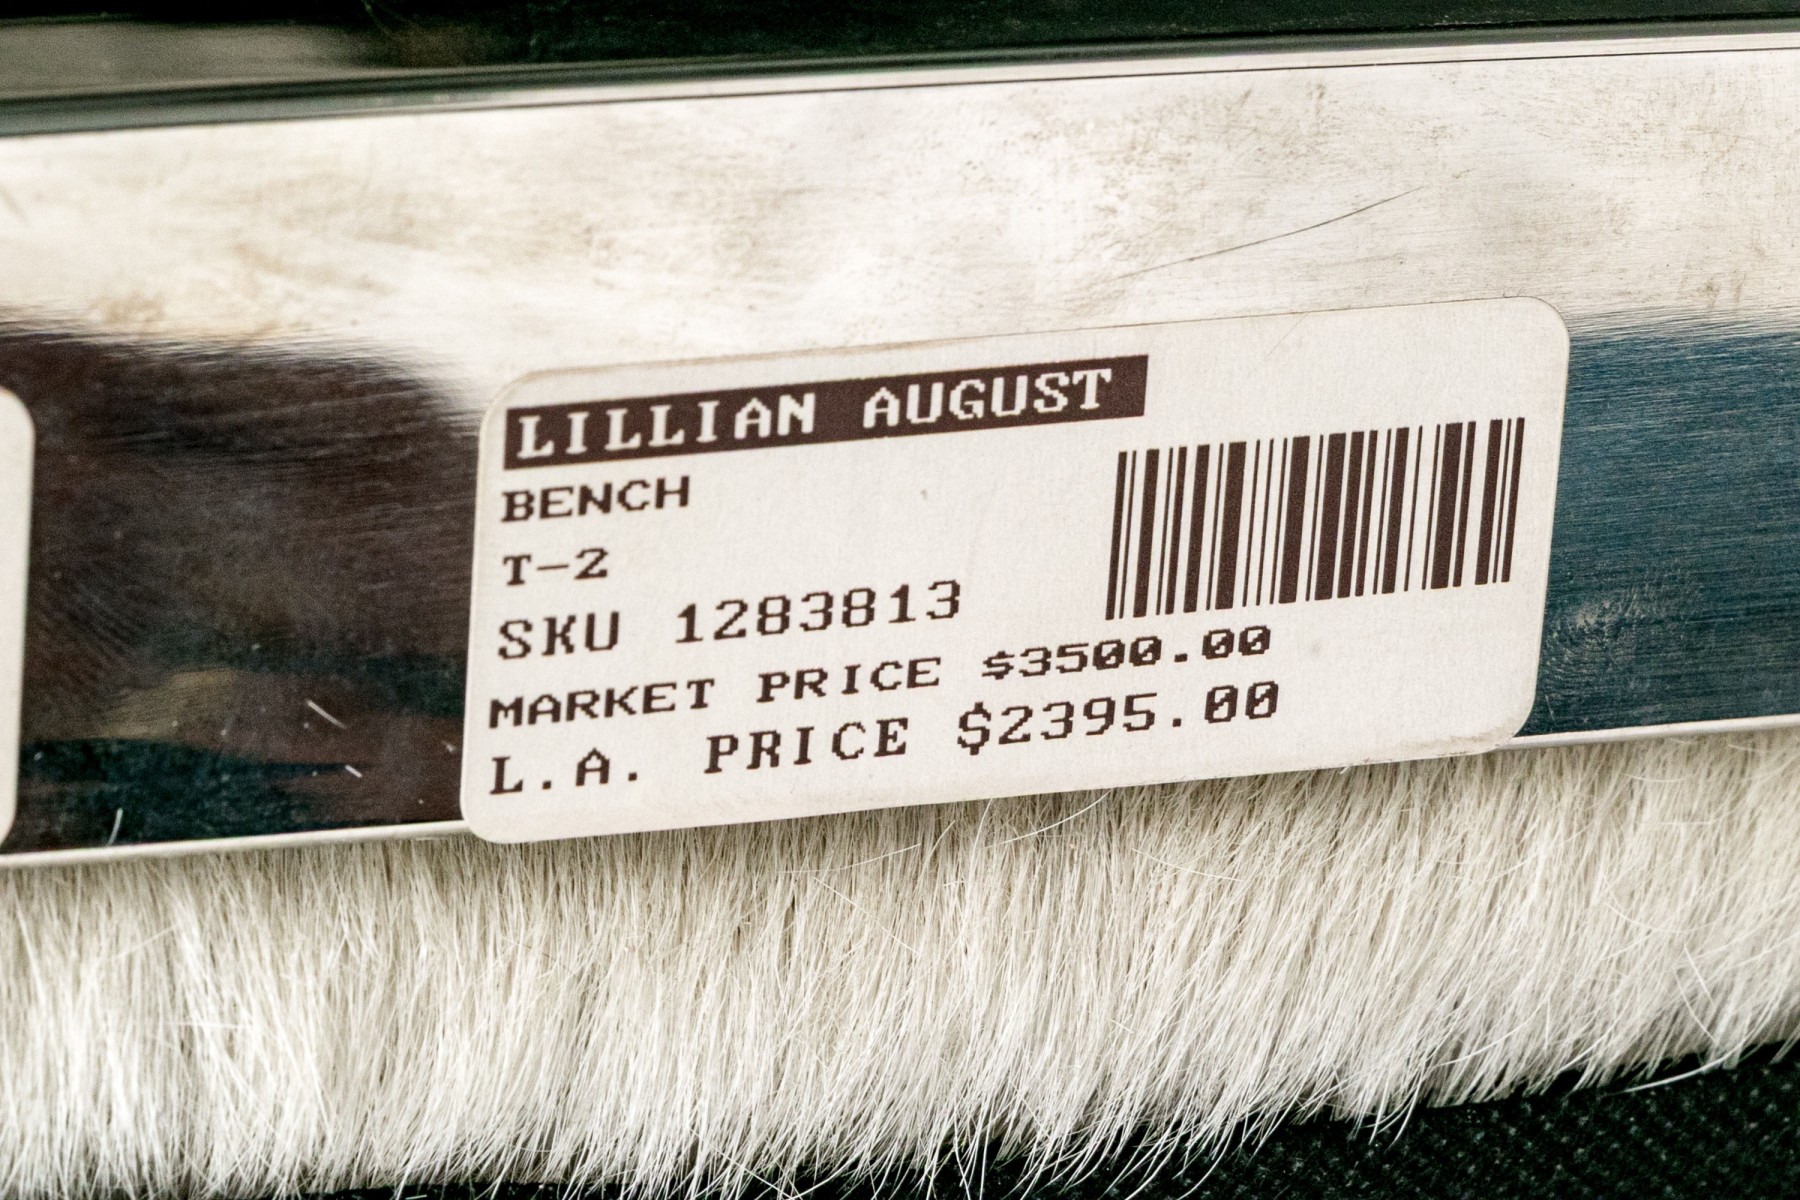 LILLIAN AUGUST
BENCH
T-2
SKU 1283813
MARKET PRICE $3500.00
L.A. PRICE $2395.00